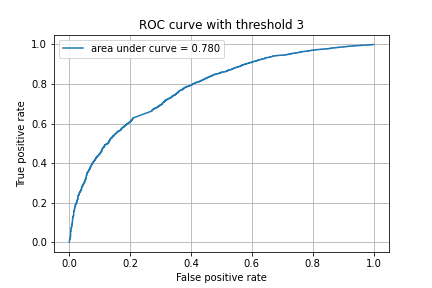 ROC curve with threshold 3
area under curve = 0.780
True positive rate
1.0
0.8
0.6
0.4
0.2
0.0
0.0 0.2 0.4 0.6 0.8 1.0
False positive rate